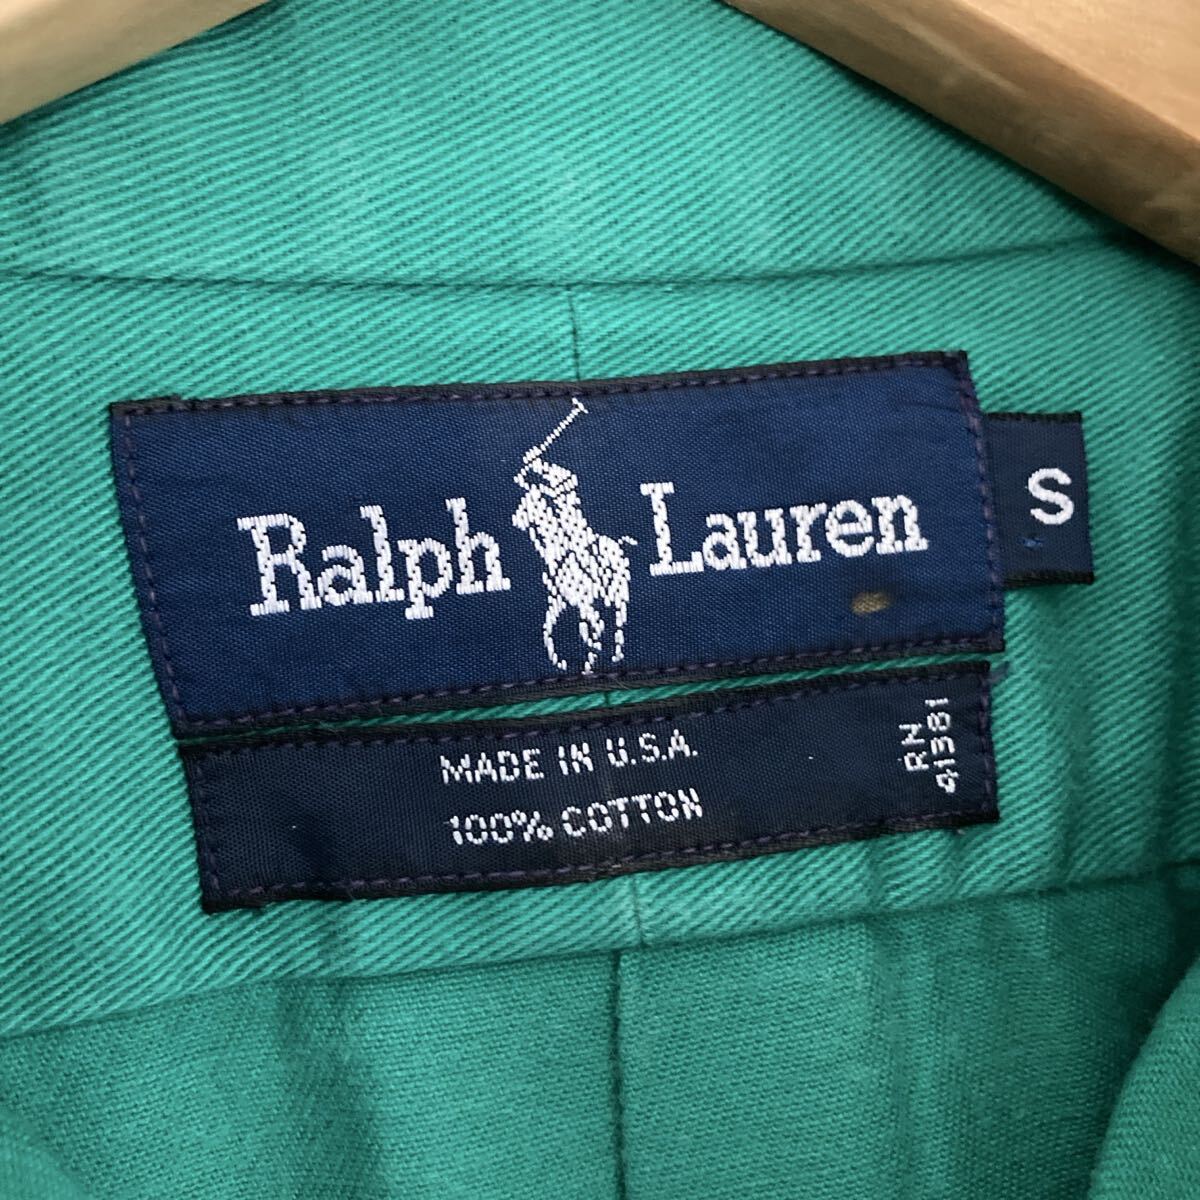 Ralph Lauren
S
MADE IN U.S.A.
100% COTTON
RN
41381